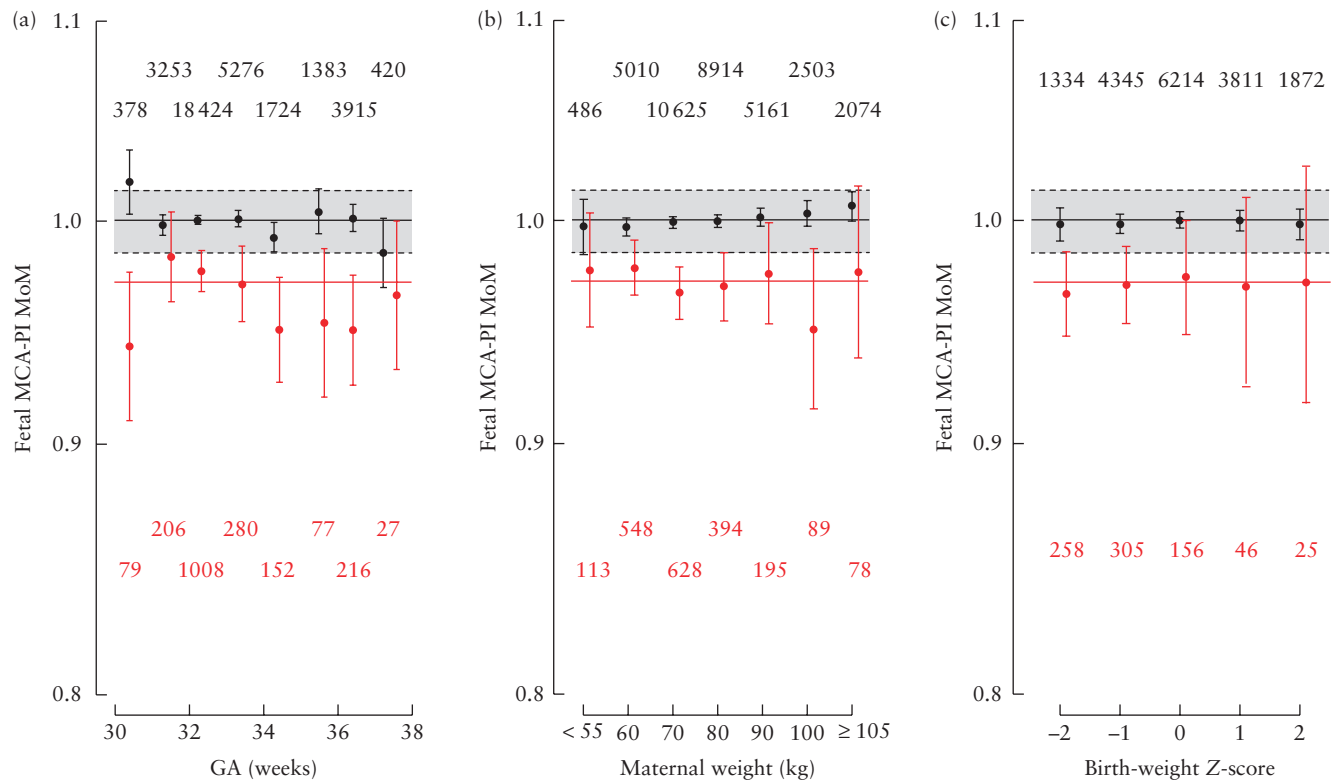 (a)
Fetal MCA-PI MoM
1.1
1.0
0.9
0.8
3253 5276 1383 420
378 18 424 1724 3915
206 280 77 27
79 1008 152 216
30 32 34 36 38
GA (weeks)
(b)
Fetal MCA-PI MoM
1.1
1.0
0.9
0.8
5010 8914 2503
486 10 625 5161 2074
548 394 89
113 628 195 78
< 55 60 70 80 90 100 ≥ 105
Maternal weight (kg)
(c)
Fetal MCA-PI MoM
1.1
1.0
0.9
0.8
1334 4345 6214 3811 1872
258 305 156 46 25
−2 −1 0 1 2
Birth-weight Z-score